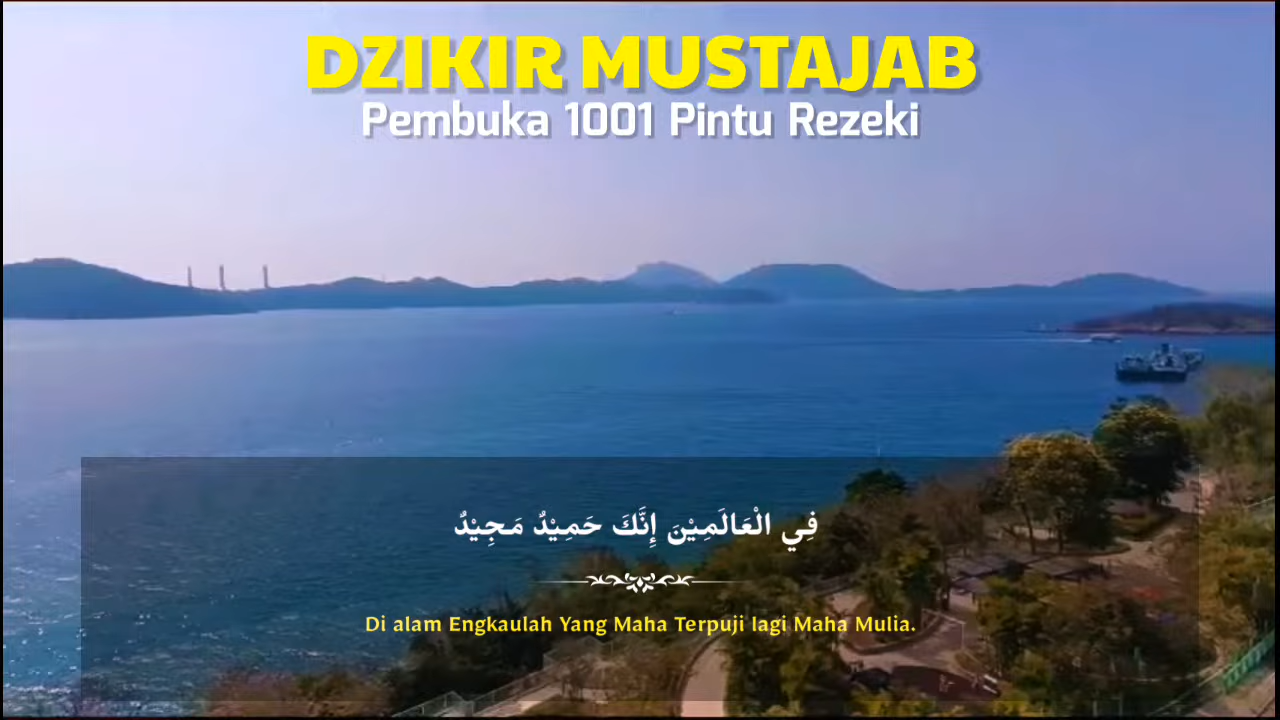 DZIKIR MUSTAJAB
Pembuka 1001 Pintu Rezeki
فِي الْعَالَمِيْنَ إِنَّكَ حَمِيْدٌ مَجِيْدٌ
Di alam Engkaulah Yang Maha Terpuji lagi Maha Mulia.